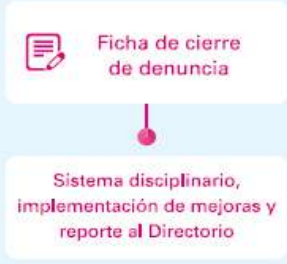 Ficha de cierre
de denuncia
Sistema disciplinario,
implementación de mejoras y
reporte al Directorio